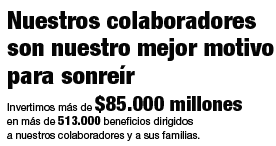 Nuestros colaboradores
son nuestro mejor motivo
para sonreír
Invertimos más de $85.000 millones
en más de 513.000 beneficios dirigidos
a nuestros colaboradores y a sus familias.